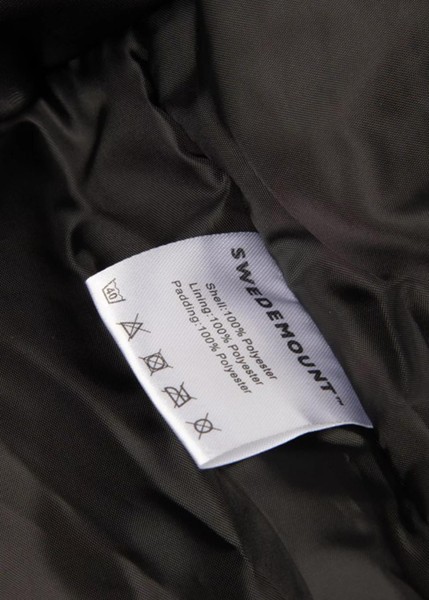 SWEDEMOUNT™
Shell:100% Polyester
Lining:100% Polyester
Padding:100% Polyester
40